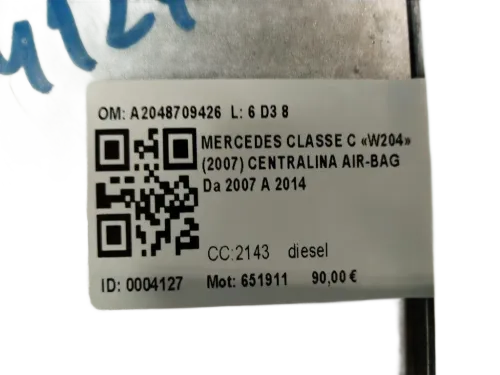 4127
OM: A2048709426 L: 6 D3 8
MERCEDES CLASSE C «W204»
(2007) CENTRALINA AIR-BAG
Da 2007 A 2014
CC:2143 diesel
ID: 0004127 Mot: 651911 90,00 €